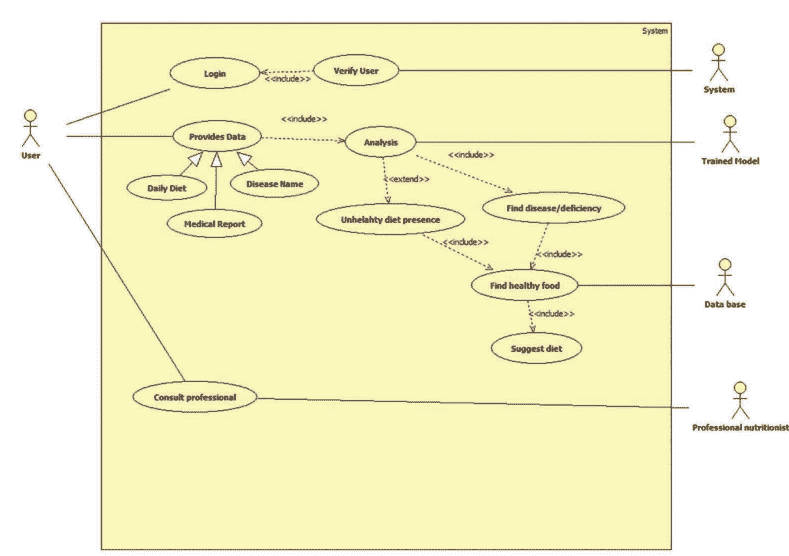 System
Login
<<include>>
Verify User
System
User
Provides Data
<<include>>
Analysis
Trained Model
Daily Diet
Medical Report
Disease Name
<<extend>>
<<include>>
Unhelahty diet presence
Find disease/deficiency
<<include>>
<<include>>
Find healthy food
Data base
<<include>>
Suggest diet
Consult professional
Professional nutritionist